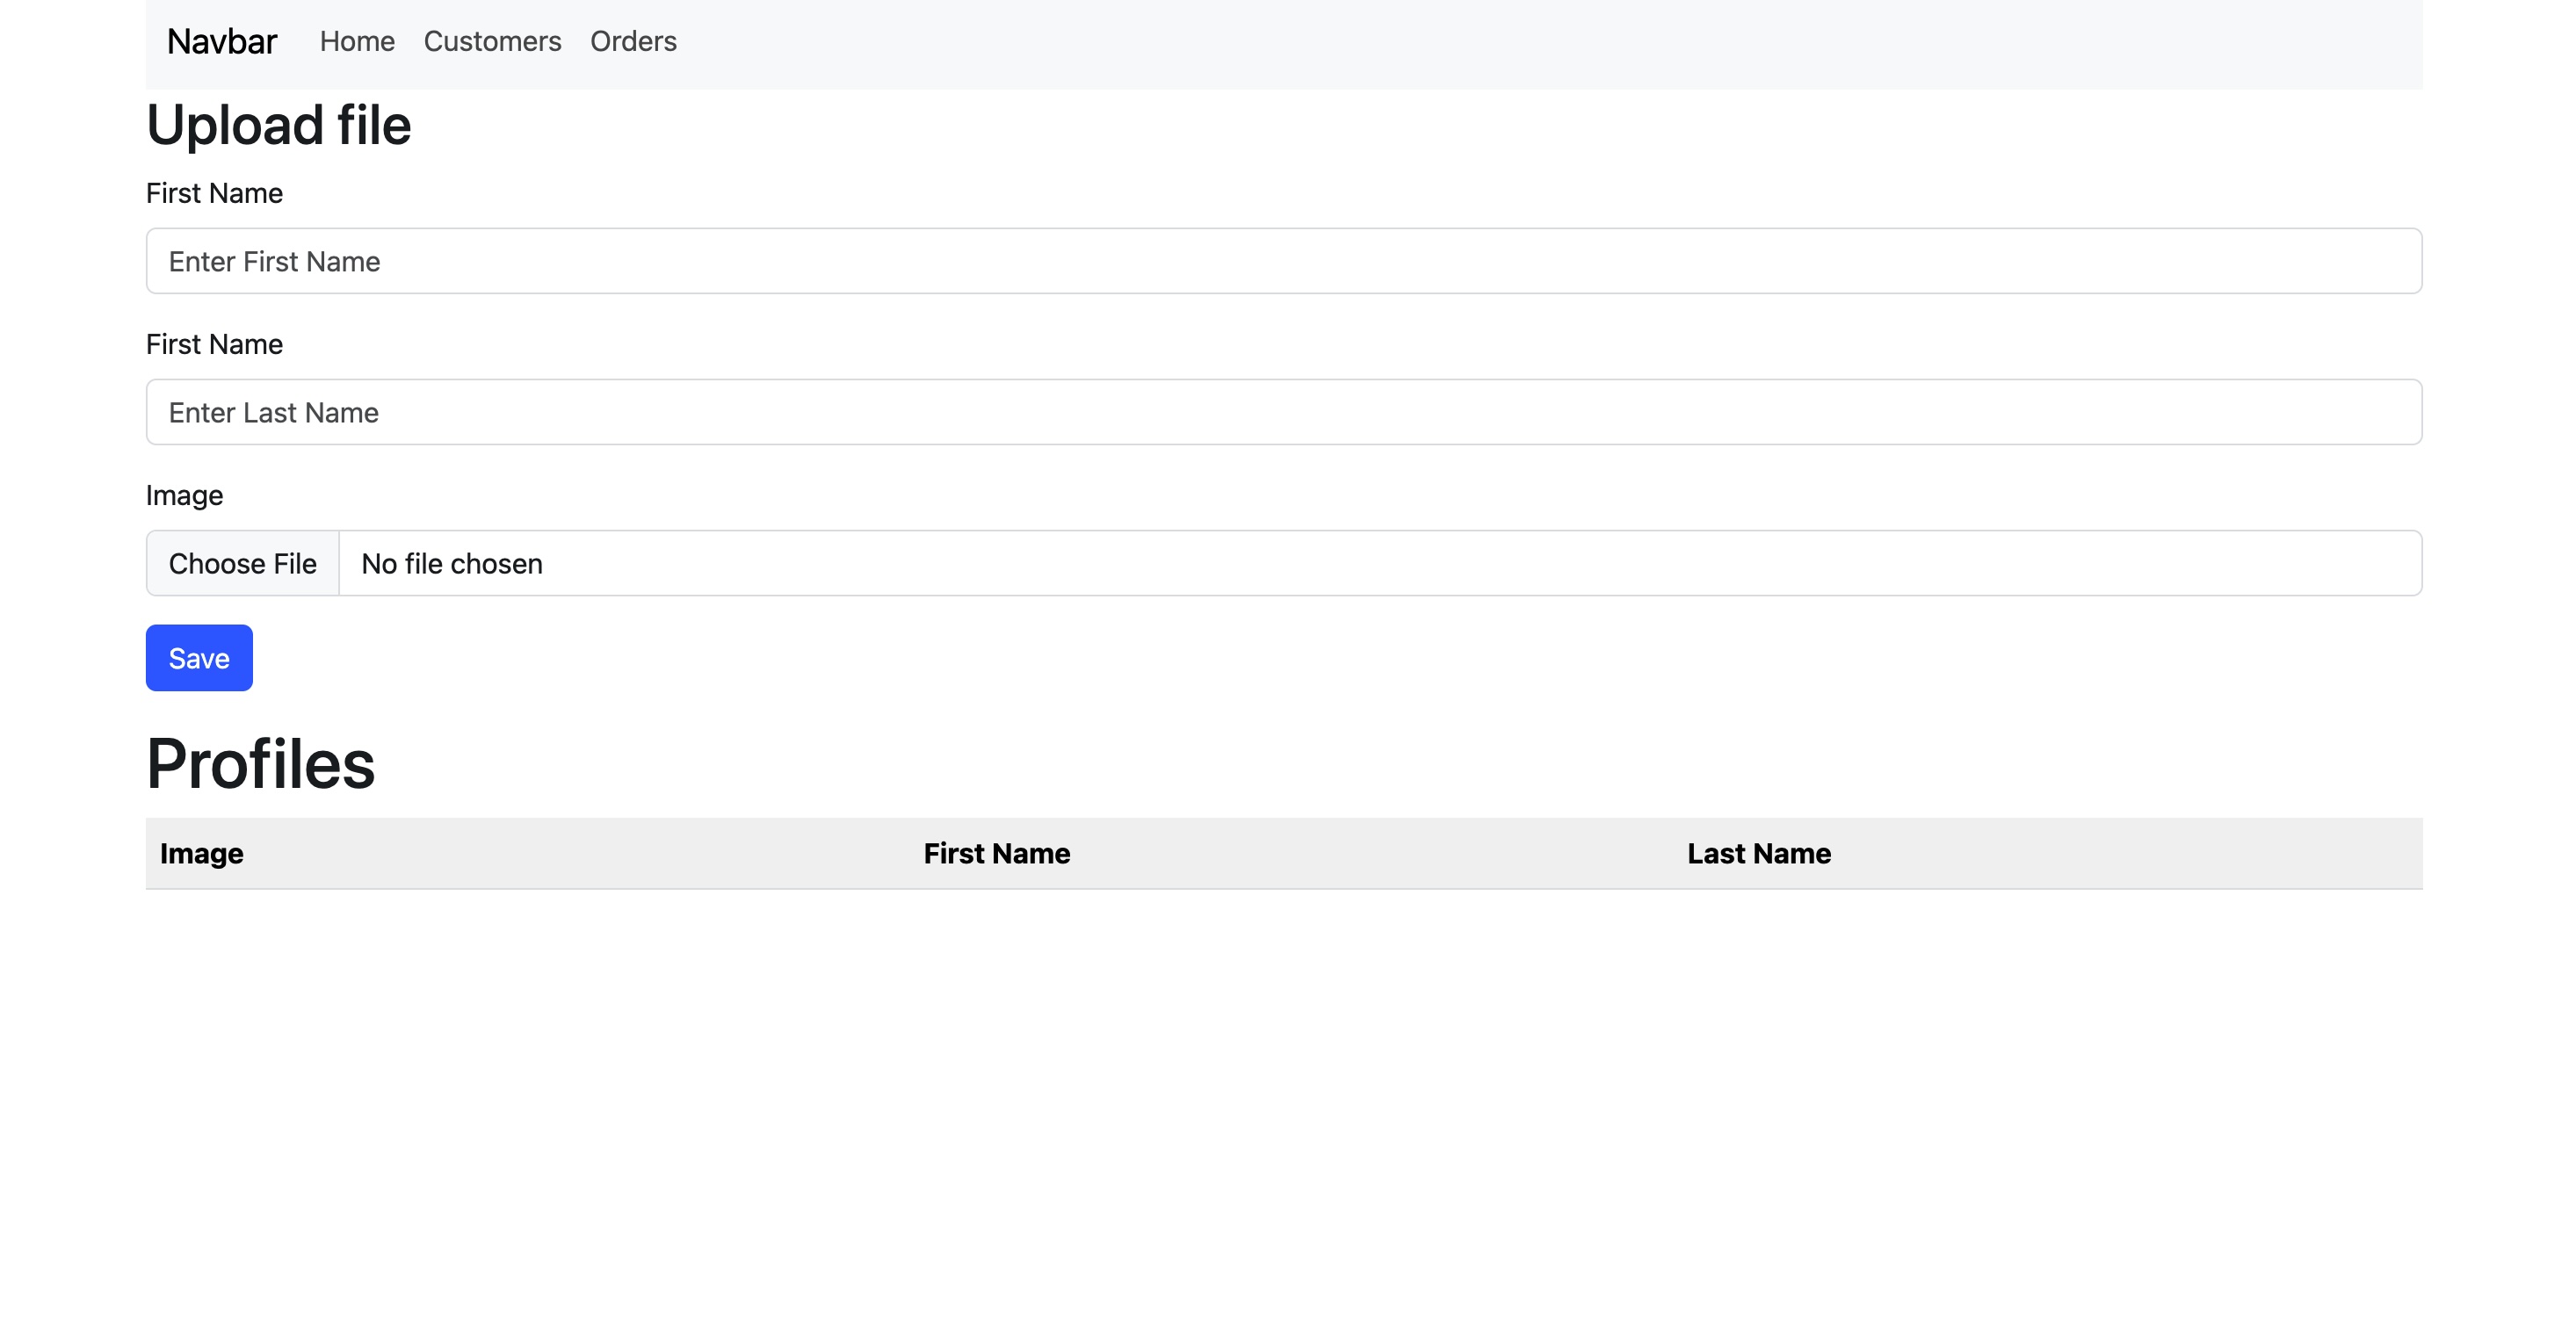 Navbar Home Customers Orders
Upload file
First Name
Enter First Name
First Name
Enter Last Name
Image
Choose File No file chosen
Save
Profiles
Image First Name Last Name